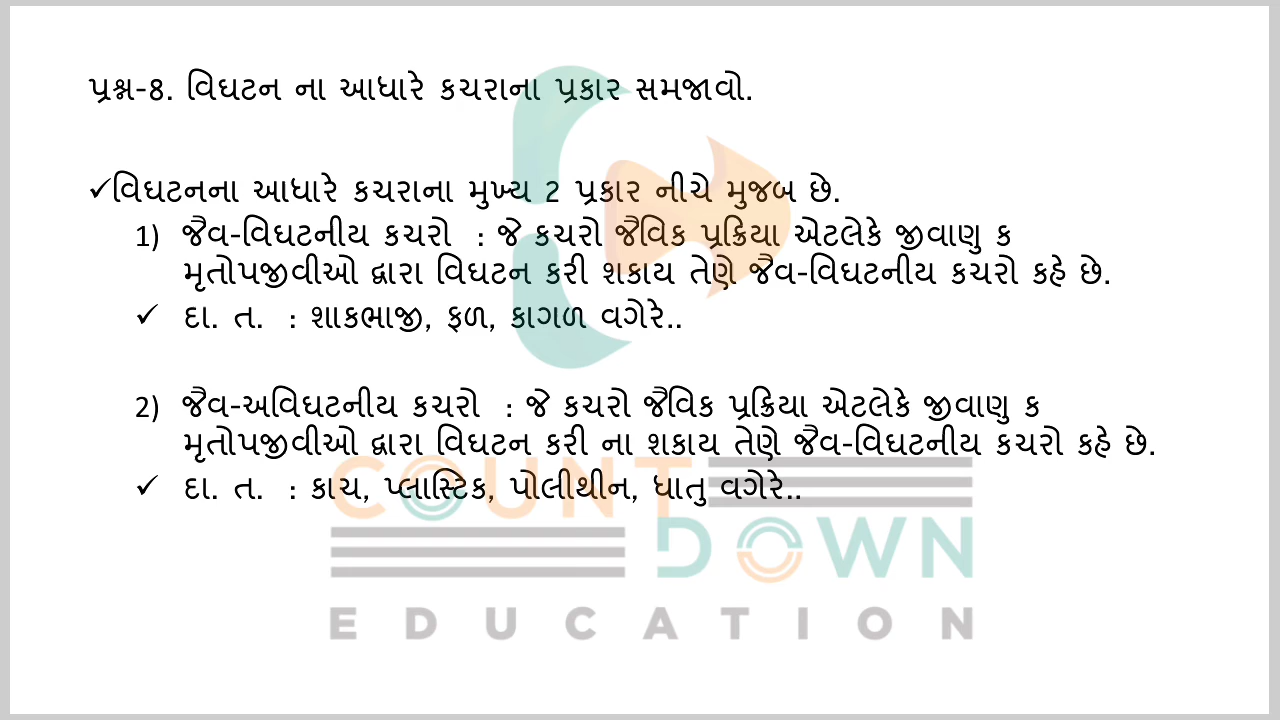 પ્રશ્ન-8. વિઘટન ના આધારે કચરાના પ્રકાર સમજાવો.
✓વિઘટનના આધારે કચરાના મુખ્ય 2 પ્રકાર નીચે મુજબ છે.
1) જૈવ-વિઘટનીય કચરો : જે કચરો જૈવિક પ્રક્રિયા એટલેકે જીવાણુ ક
મૃતોપજીવીઓ દ્વારા વિઘટન કરી શકાય તેણે જૈવ-વિઘટનીય કચરો કહે છે.
✓ દા. ત. : શાકભાજી, ફળ, કાગળ વગેરે..
2) જૈવ-અવિઘટનીય કચરો : જે કચરો જૈવિક પ્રક્રિયા એટલેકે જીવાણુ ક
મૃતોપજીવીઓ દ્વારા વિઘટન કરી ના શકાય તેણે જૈવ-વિઘટનીય કચરો કહે છે.
✓ દા. ત. : કાચ, પ્લાસ્ટિક, પોલીથીન, ધાતુ વગેરે..
COUNT
DOWN
EDUCATION